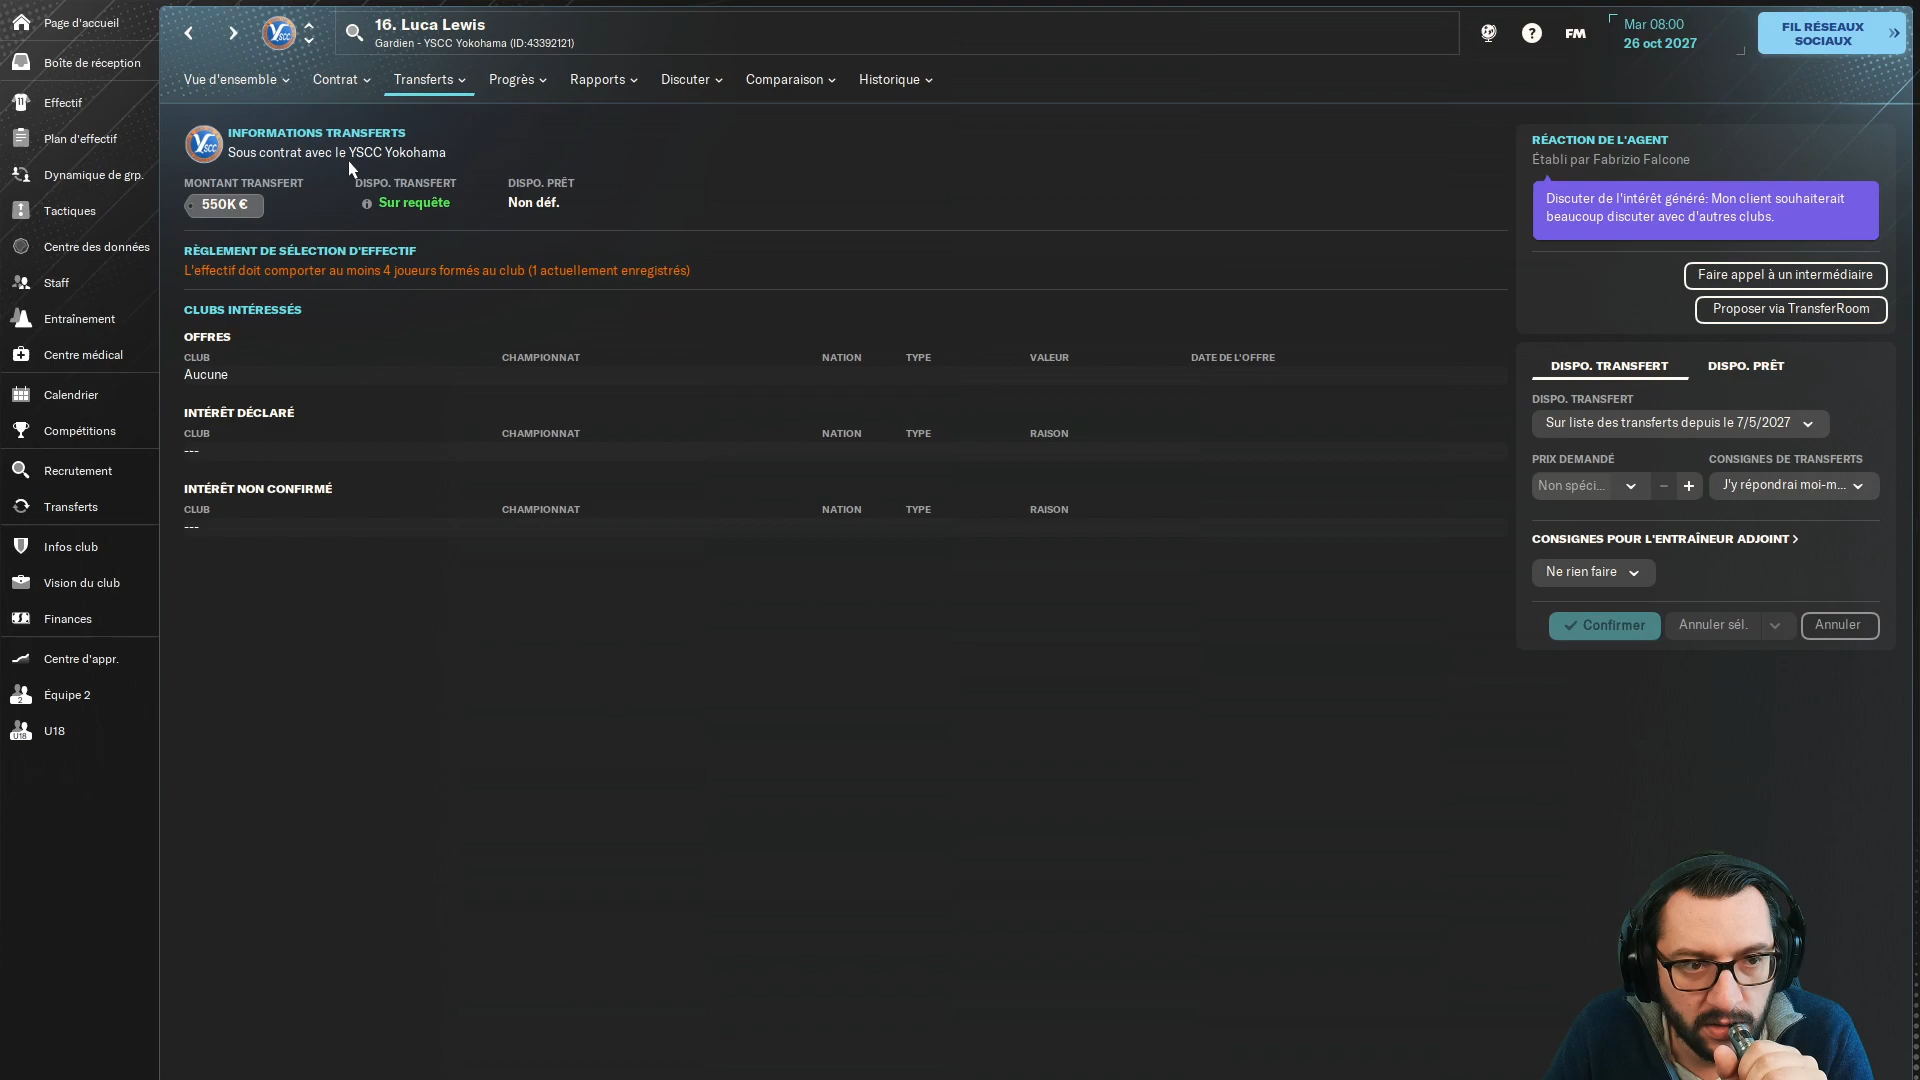 Page d'accueil
Boîte de réception
Effectif
Plan d'effectif
Dynamique de grp.
Tactiques
Centre des données
Staff
Entraînement
Centre médical
Calendrier
Compétitions
Recrutement
Transferts
Infos club
Vision du club
Finances
Centre d'appr.
2
Équipe 2
U18
U18
16. Luca Lewis
Gardien - YSCC Yokohama (ID:43392121)
FM
Mar 08:00
26 oct 2027
FIL RÉSEAUX
SOCIAUX
Vue d'ensemble
Contrat
Transferts
Progrès
Rapports
Discuter
Comparaison
Historique
INFORMATIONS TRANSFERTS
Sous contrat avec le YSCC Yokohama
MONTANT TRANSFERT
DISPO. TRANSFERT
DISPO. PRÊT
550K €
Sur requête
Non déf.
RÈGLEMENT DE SÉLECTION D'EFFECTIF
L'effectif doit comporter au moins 4 joueurs formés au club (1 actuellement enregistrés)
CLUBS INTÉRESSÉS
OFFRES
CLUB CHAMPIONNAT NATION TYPE VALEUR DATE DE L'OFFRE
Aucune
INTÉRÊT DÉCLARÉ
CLUB CHAMPIONNAT NATION TYPE RAISON
---
INTÉRÊT NON CONFIRMÉ
CLUB CHAMPIONNAT NATION TYPE RAISON
---
RÉACTION DE L'AGENT
Établi par Fabrizio Falcone
Discuter de l'intérêt généré: Mon client souhaiterait
beaucoup discuter avec d'autres clubs.
Faire appel à un intermédiaire
Proposer via TransferRoom
DISPO. TRANSFERT
DISPO. PRÊT
DISPO. TRANSFERT
Sur liste des transferts depuis le 7/5/2027
PRIX DEMANDÉ
CONSIGNES DE TRANSFERTS
Non spéci...
J'y répondrai moi-m...
CONSIGNES POUR L'ENTRAÎNEUR ADJOINT >
Ne rien faire
Confirmer
Annuler sél.
Annuler